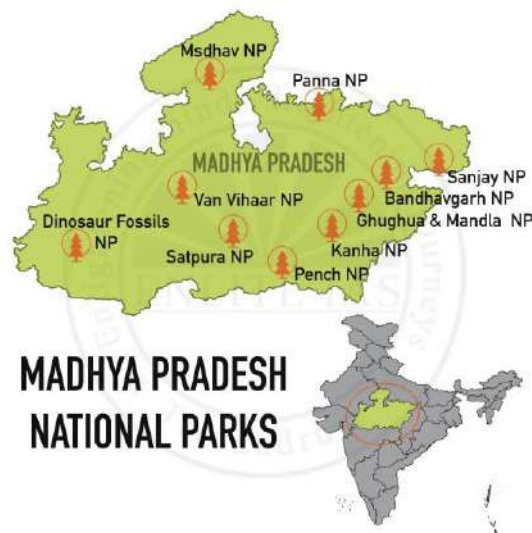 Msdhav NP
Panna NP
MADHYA PRADESH
Sanjay NP
Bandhavgarh NP
Van Vihaar NP
Ghughua & Mandla NP
Dinosaur Fossils
NP
Kanha NP
Satpura NP
Pench NP
MADHYA PRADESH
NATIONAL PARKS